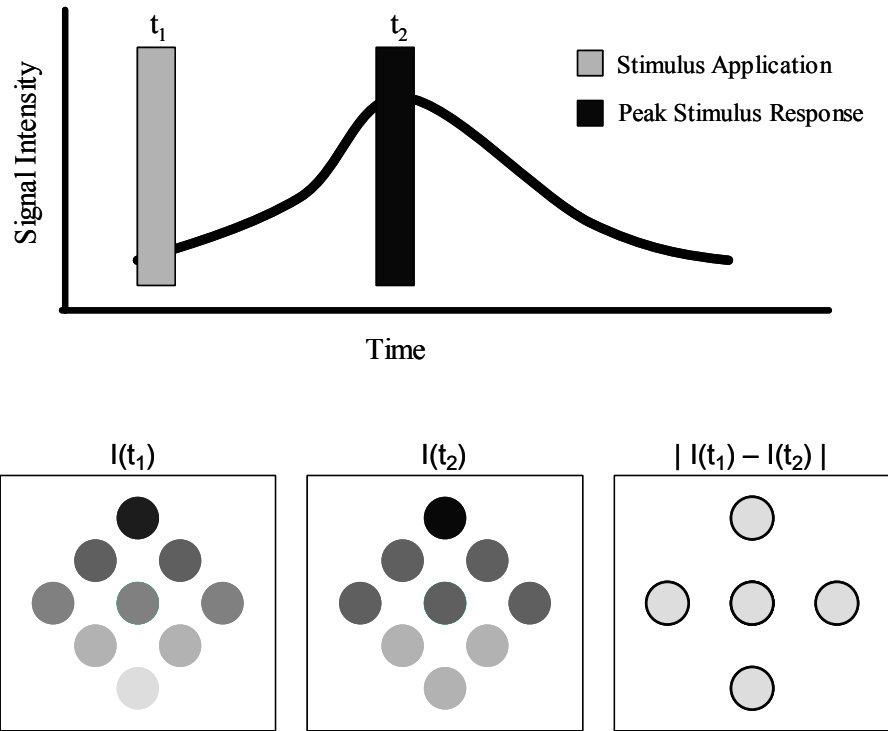 t₁
t₂
Stimulus Application
Peak Stimulus Response
Signal Intensity
Time
I(t₁)
I(t₂)
| I(t₁) – I(t₂) |